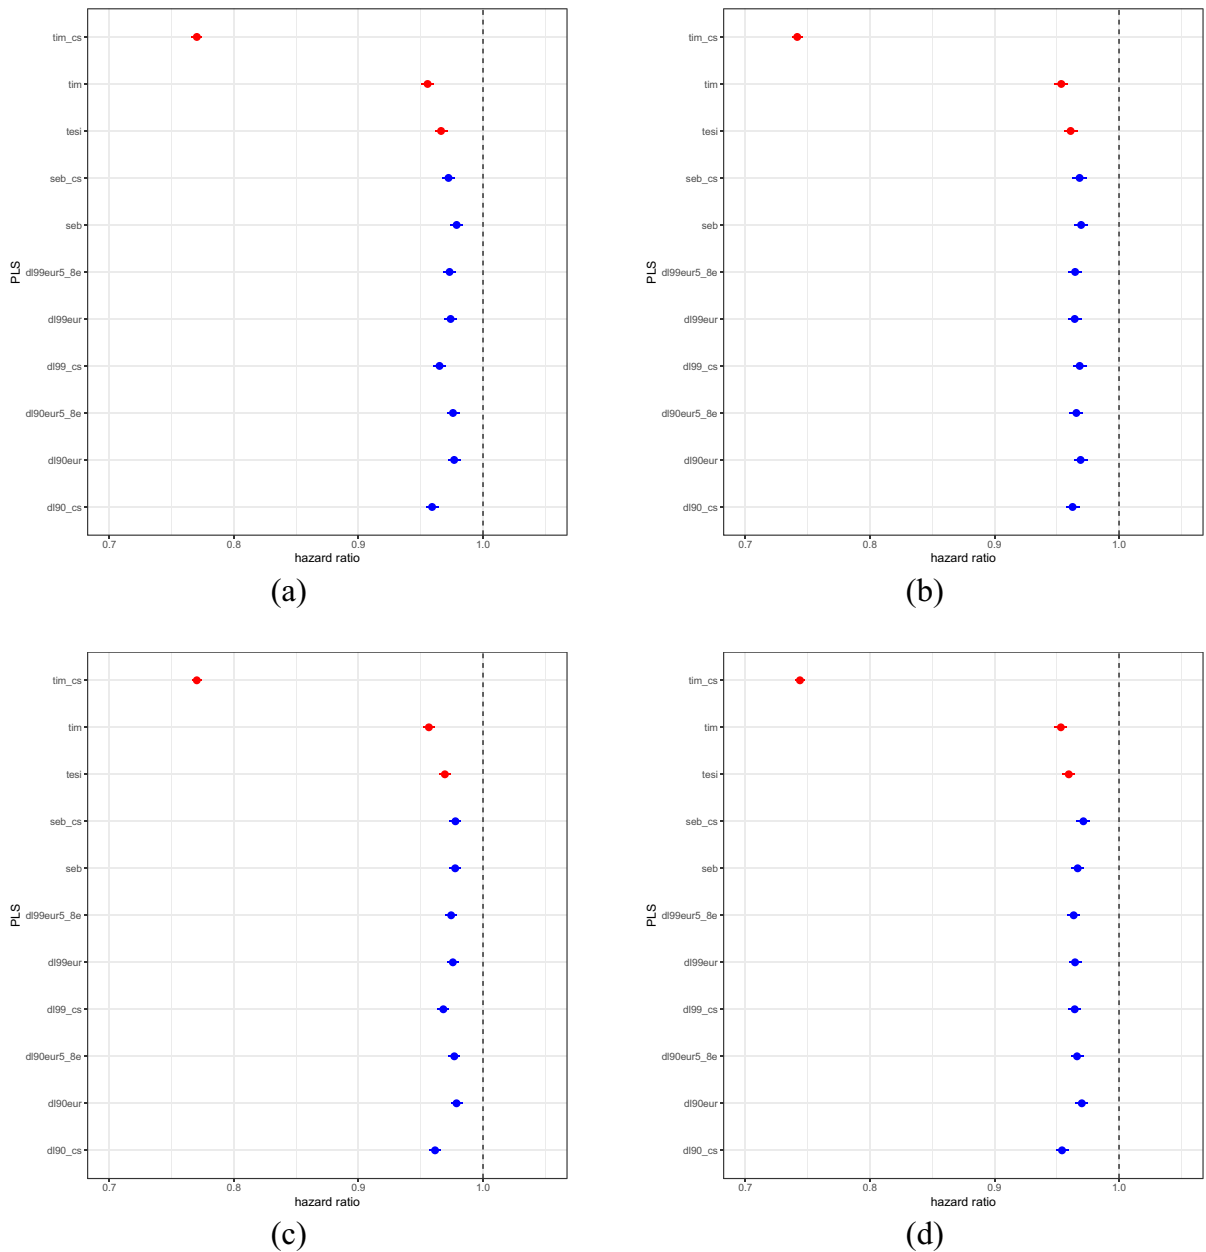 tim_cs
tim
tesi
seb_cs
seb
dl99eur5_8e
dl99eur
dl99_cs
dl90eur5_8e
dl90eur
dl90_cs
PLS
0.7 0.8 0.9 1.0
hazard ratio
(a)
tim_cs
tim
tesi
seb_cs
seb
dl99eur5_8e
dl99eur
dl99_cs
dl90eur5_8e
dl90eur
dl90_cs
PLS
0.7 0.8 0.9 1.0
hazard ratio
(b)
tim_cs
tim
tesi
seb_cs
seb
dl99eur5_8e
dl99eur
dl99_cs
dl90eur5_8e
dl90eur
dl90_cs
PLS
0.7 0.8 0.9 1.0
hazard ratio
(c)
tim_cs
tim
tesi
seb_cs
seb
dl99eur5_8e
dl99eur
dl99_cs
dl90eur5_8e
dl90eur
dl90_cs
PLS
0.7 0.8 0.9 1.0
hazard ratio
(d)